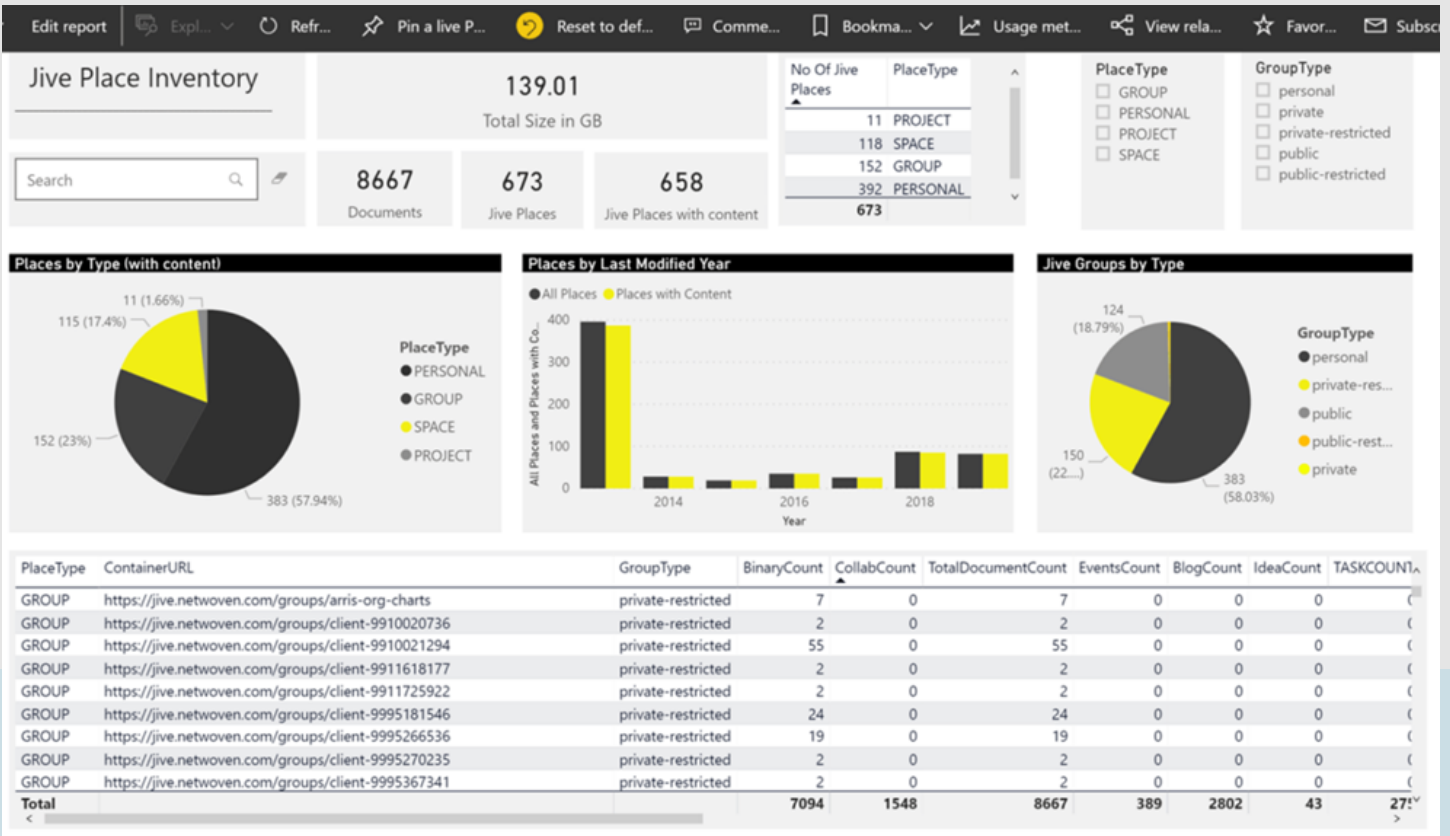 Edit report Expl... Refr... Pin a live P... Reset to def... Comme... Bookma... Usage met... View rela... Favor... Subsc
Jive Place Inventory
139.01
Total Size in GB
Search
8667
Documents
673
Jive Places
658
Jive Places with content
No Of Jive Places PlaceType
11 PROJECT
118 SPACE
152 GROUP
392 PERSONAL
673
PlaceType
GROUP
PERSONAL
PROJECT
SPACE
GroupType
personal
private
private-restricted
public
public-restricted
Places by Type (with content)
11 (1.66%)
115 (17.4%)
152 (23%)
383 (57.94%)
PlaceType
PERSONAL
GROUP
SPACE
PROJECT
Places by Last Modified Year
All Places Places with Content
All Places and Places with Co...
400
300
200
100
0
2014 2016 2018
Year
Jive Groups by Type
124
(18.79%)
150
(22....)
383
(58.03%)
GroupType
personal
private-res...
public
public-rest...
private
PlaceType ContainerURL GroupType BinaryCount CollabCount TotalDocumentCount EventsCount BlogCount IdeaCount TASKCOUNT
GROUP https://jive.netwoven.com/groups/arris-org-charts private-restricted 7 0 7 0 0 0
GROUP https://jive.netwoven.com/groups/client-9910020736 private-restricted 2 0 2 0 0 0
GROUP https://jive.netwoven.com/groups/client-9910021294 private-restricted 55 0 55 0 0 0
GROUP https://jive.netwoven.com/groups/client-9911618177 private-restricted 2 0 2 0 0 0
GROUP https://jive.netwoven.com/groups/client-9911725922 private-restricted 2 0 2 0 0 0
GROUP https://jive.netwoven.com/groups/client-9995181546 private-restricted 24 0 24 0 0 0
GROUP https://jive.netwoven.com/groups/client-9995266536 private-restricted 19 0 19 0 0 0
GROUP https://jive.netwoven.com/groups/client-9995270235 private-restricted 2 0 2 0 0 0
GROUP https://jive.netwoven.com/groups/client-9995367341 private-restricted 2 0 2 0 0 0
Total 7094 1548 8667 389 2802 43